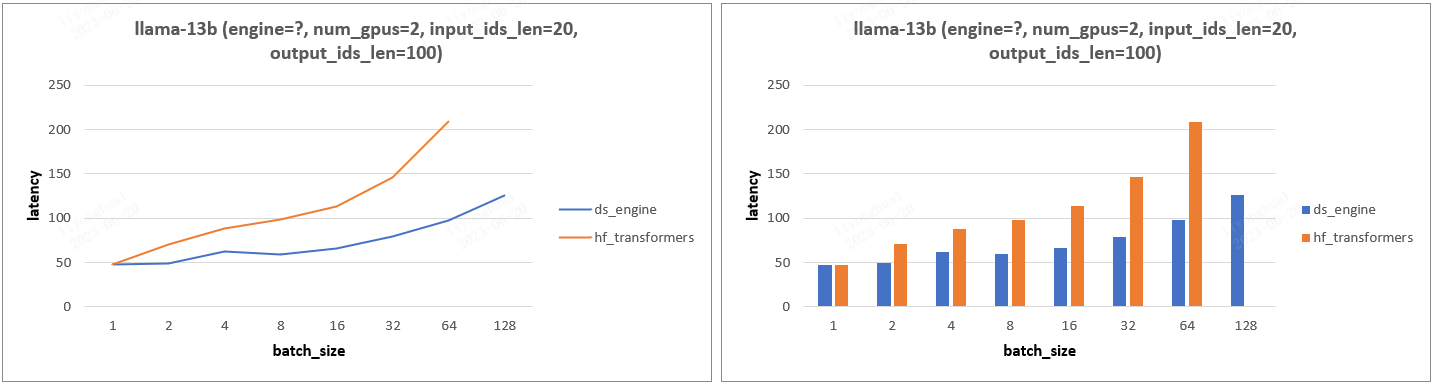 llama-13b (engine=?, num_gpus=2, input_ids_len=20,
output_ids_len=100)
250
200
150
100
50
0
latency
1 2 4 8 16 32 64 128
batch_size
ds_engine
hf_transformers
llama-13b (engine=?, num_gpus=2, input_ids_len=20,
output_ids_len=100)
250
200
150
100
50
0
latency
1 2 4 8 16 32 64 128
batch_size
ds_engine
hf_transformers